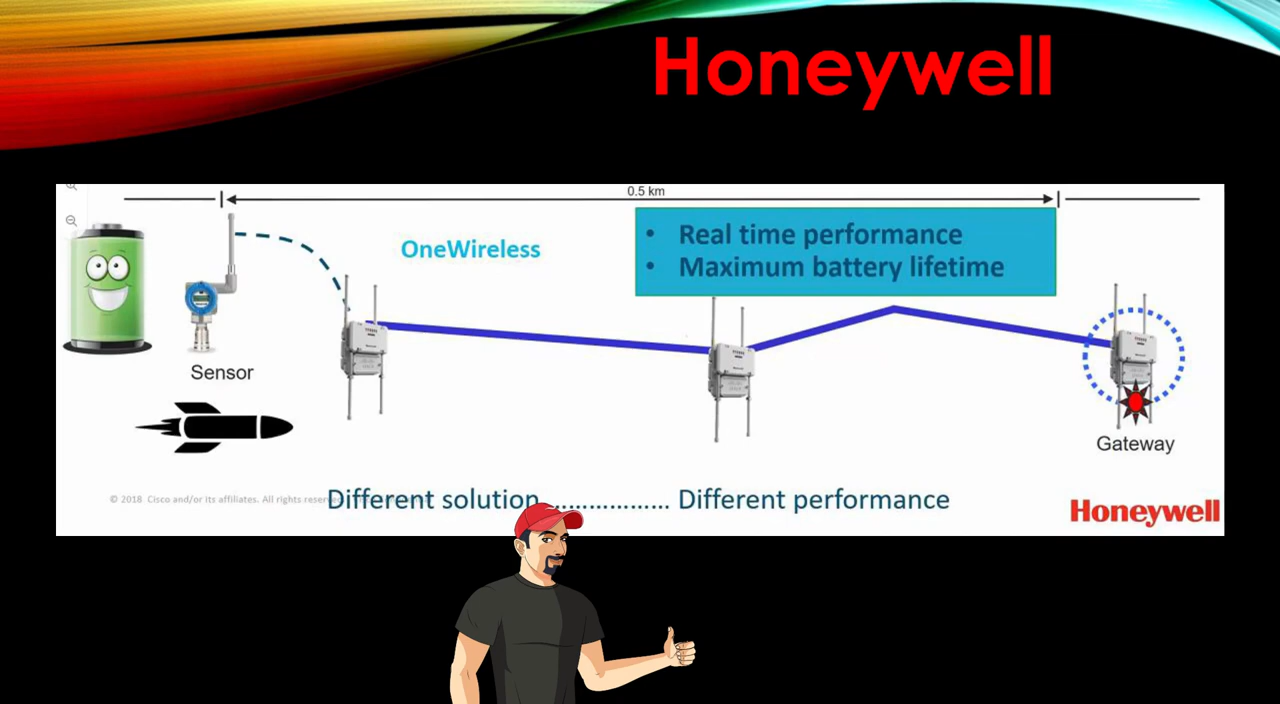 Honeywell
0.5 km
OneWireless
• Real time performance
• Maximum battery lifetime
Sensor
Gateway
© 2018 Cisco and/or its affiliates. All rights
Different solution................ Different performance
Honeywell